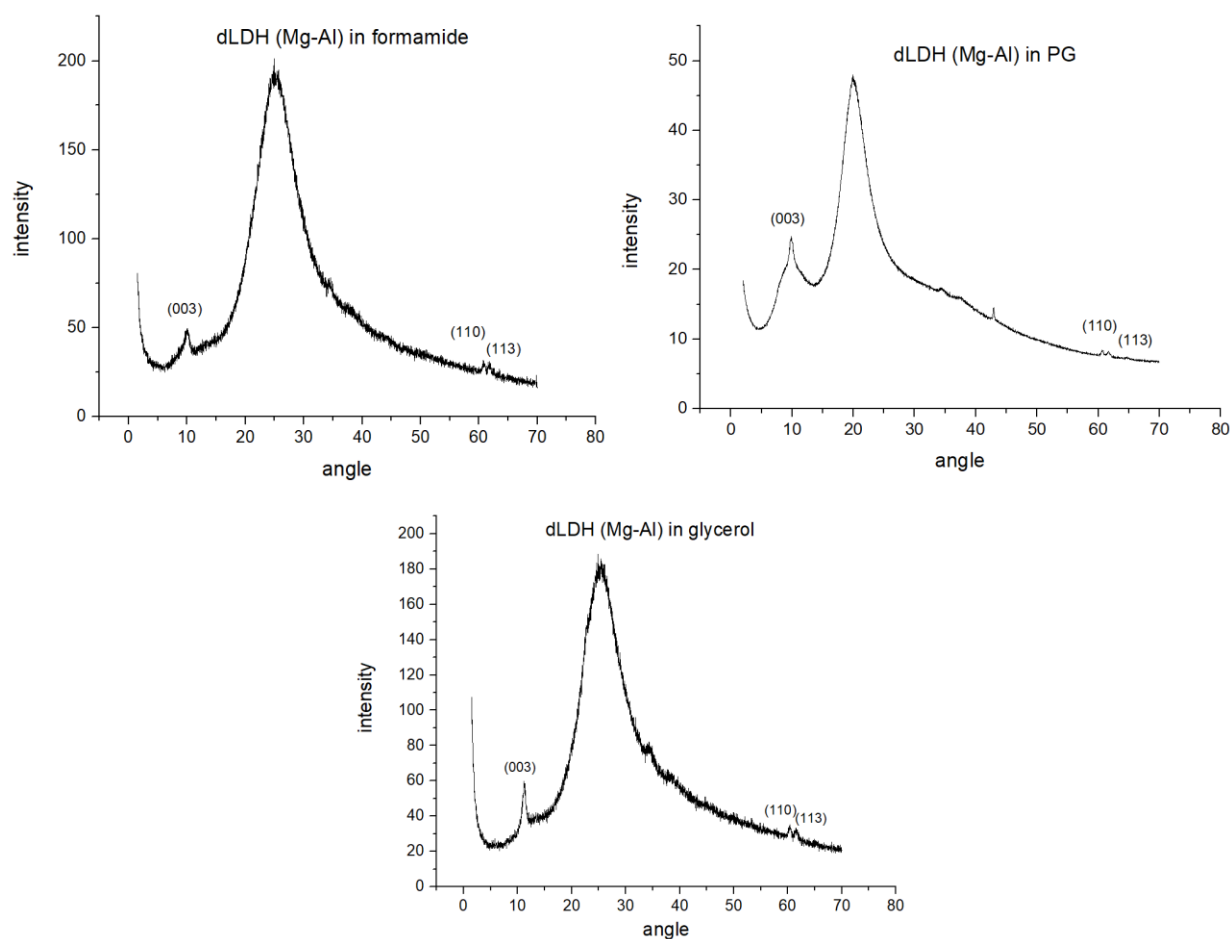 dLDH (Mg-Al) in formamide
200
150
100
50
0
intensity
(003)
(110)
(113)
0 10 20 30 40 50 60 70 80
angle
dLDH (Mg-Al) in PG
50
40
30
20
10
0
intensity
(003)
(110)
(113)
0 10 20 30 40 50 60 70 80
angle
dLDH (Mg-Al) in glycerol
200
180
160
140
120
100
80
60
40
20
0
intensity
(003)
(110)
(113)
0 10 20 30 40 50 60 70 80
angle